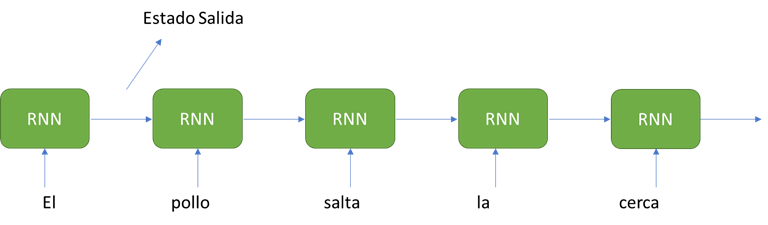 Estado Salida
RNN RNN RNN RNN RNN
El pollo salta la cerca